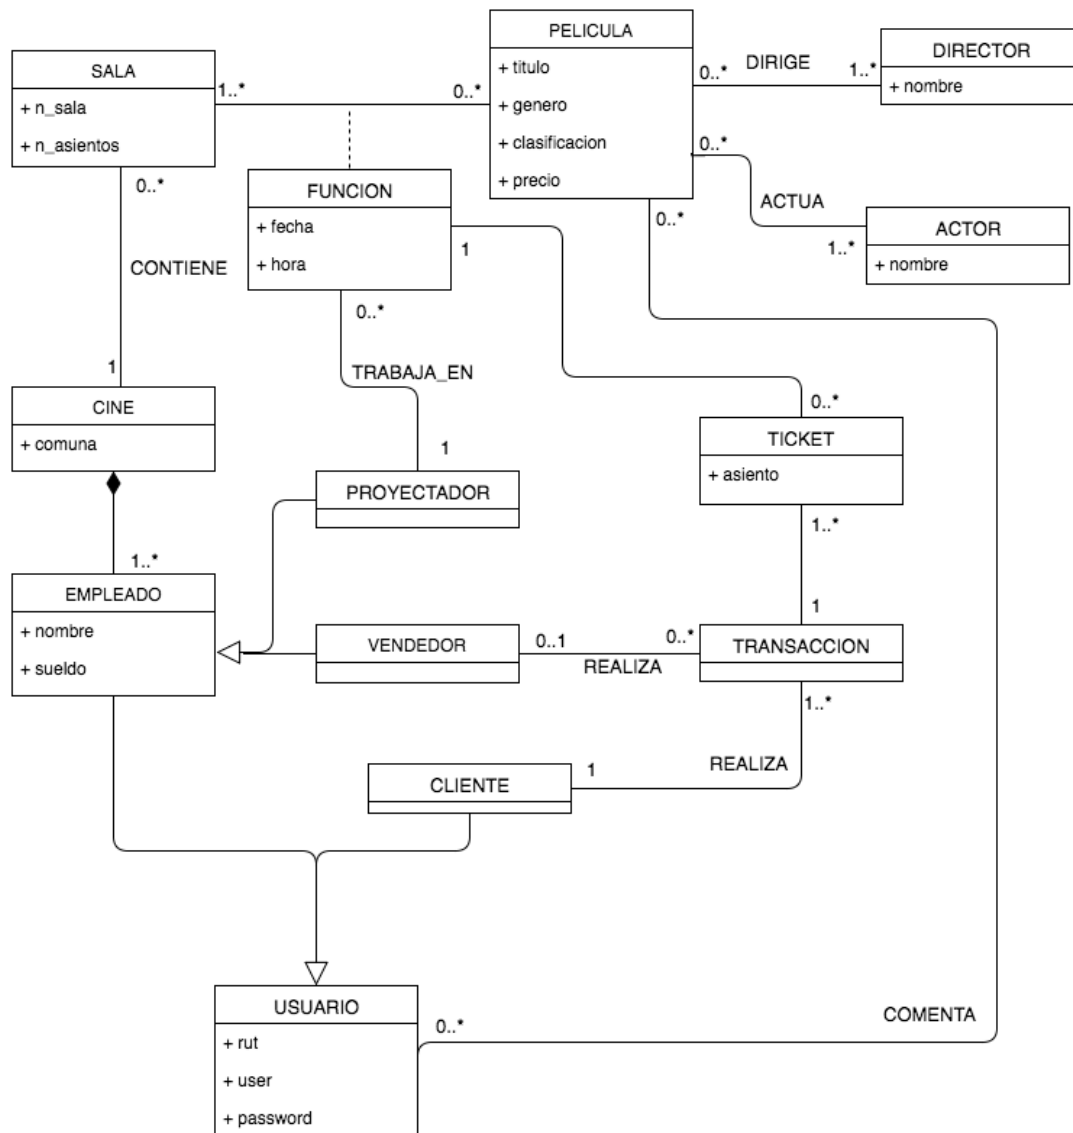 PELICULA
+ titulo
+ genero
+ clasificacion
+ precio
0..*
DIRIGE
1..*
DIRECTOR
+ nombre
SALA
+ n_sala
+ n_asientos
1..*
0..*
0..*
ACTUA
1..*
ACTOR
+ nombre
0..*
FUNCION
+ fecha
+ hora
1
0..*
0..*
CONTIENE
1
TRABAJA_EN
1
0..*
CINE
+ comuna
TICKET
+ asiento
PROYECTADOR
1..*
1..*
EMPLEADO
+ nombre
+ sueldo
1
VENDEDOR
0..1
REALIZA
0..*
TRANSACCION
1..*
CLIENTE
1
REALIZA
USUARIO
+ rut
+ user
+ password
0..*
COMENTA